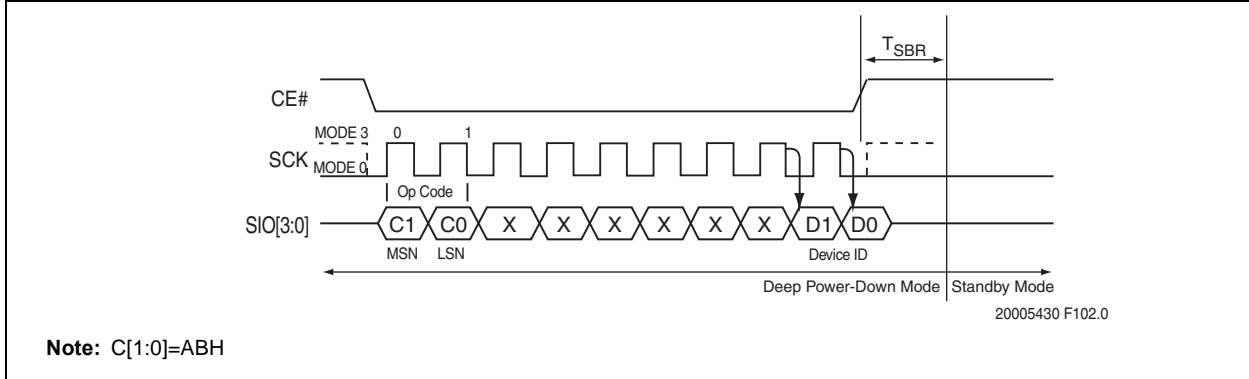 TSBR
CE#
MODE 3 0 1
SCK
MODE 0
Op Code
SIO[3:0] C1 C0 X X X X X X D1 D0
MSN LSN Device ID
Deep Power-Down Mode Standby Mode
20005430 F102.0
Note: C[1:0]=ABH